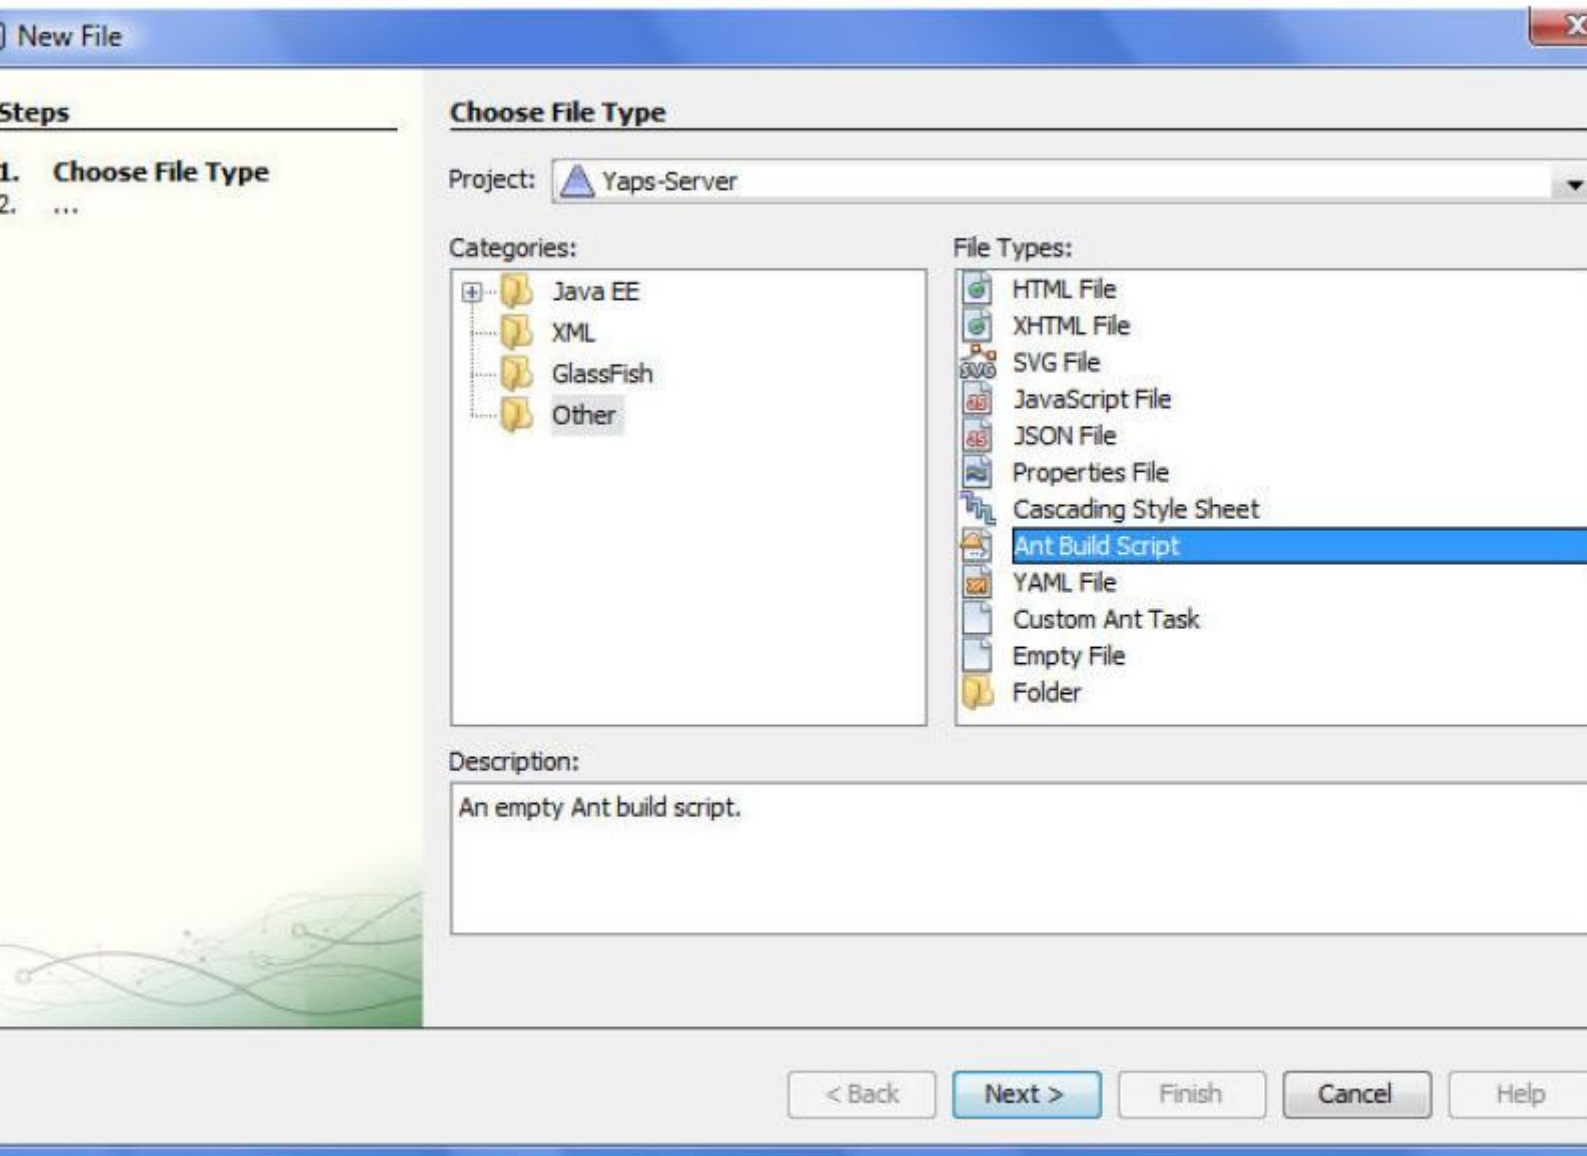 New File
Steps
1. Choose File Type
2. ...
Choose File Type
Project: Yaps-Server
Categories:
Java EE
XML
GlassFish
Other
File Types:
HTML File
XHTML File
SVG File
JavaScript File
JSON File
Properties File
Cascading Style Sheet
Ant Build Script
YAML File
Custom Ant Task
Empty File
Folder
Description:
An empty Ant build script.
< Back Next > Finish Cancel Help